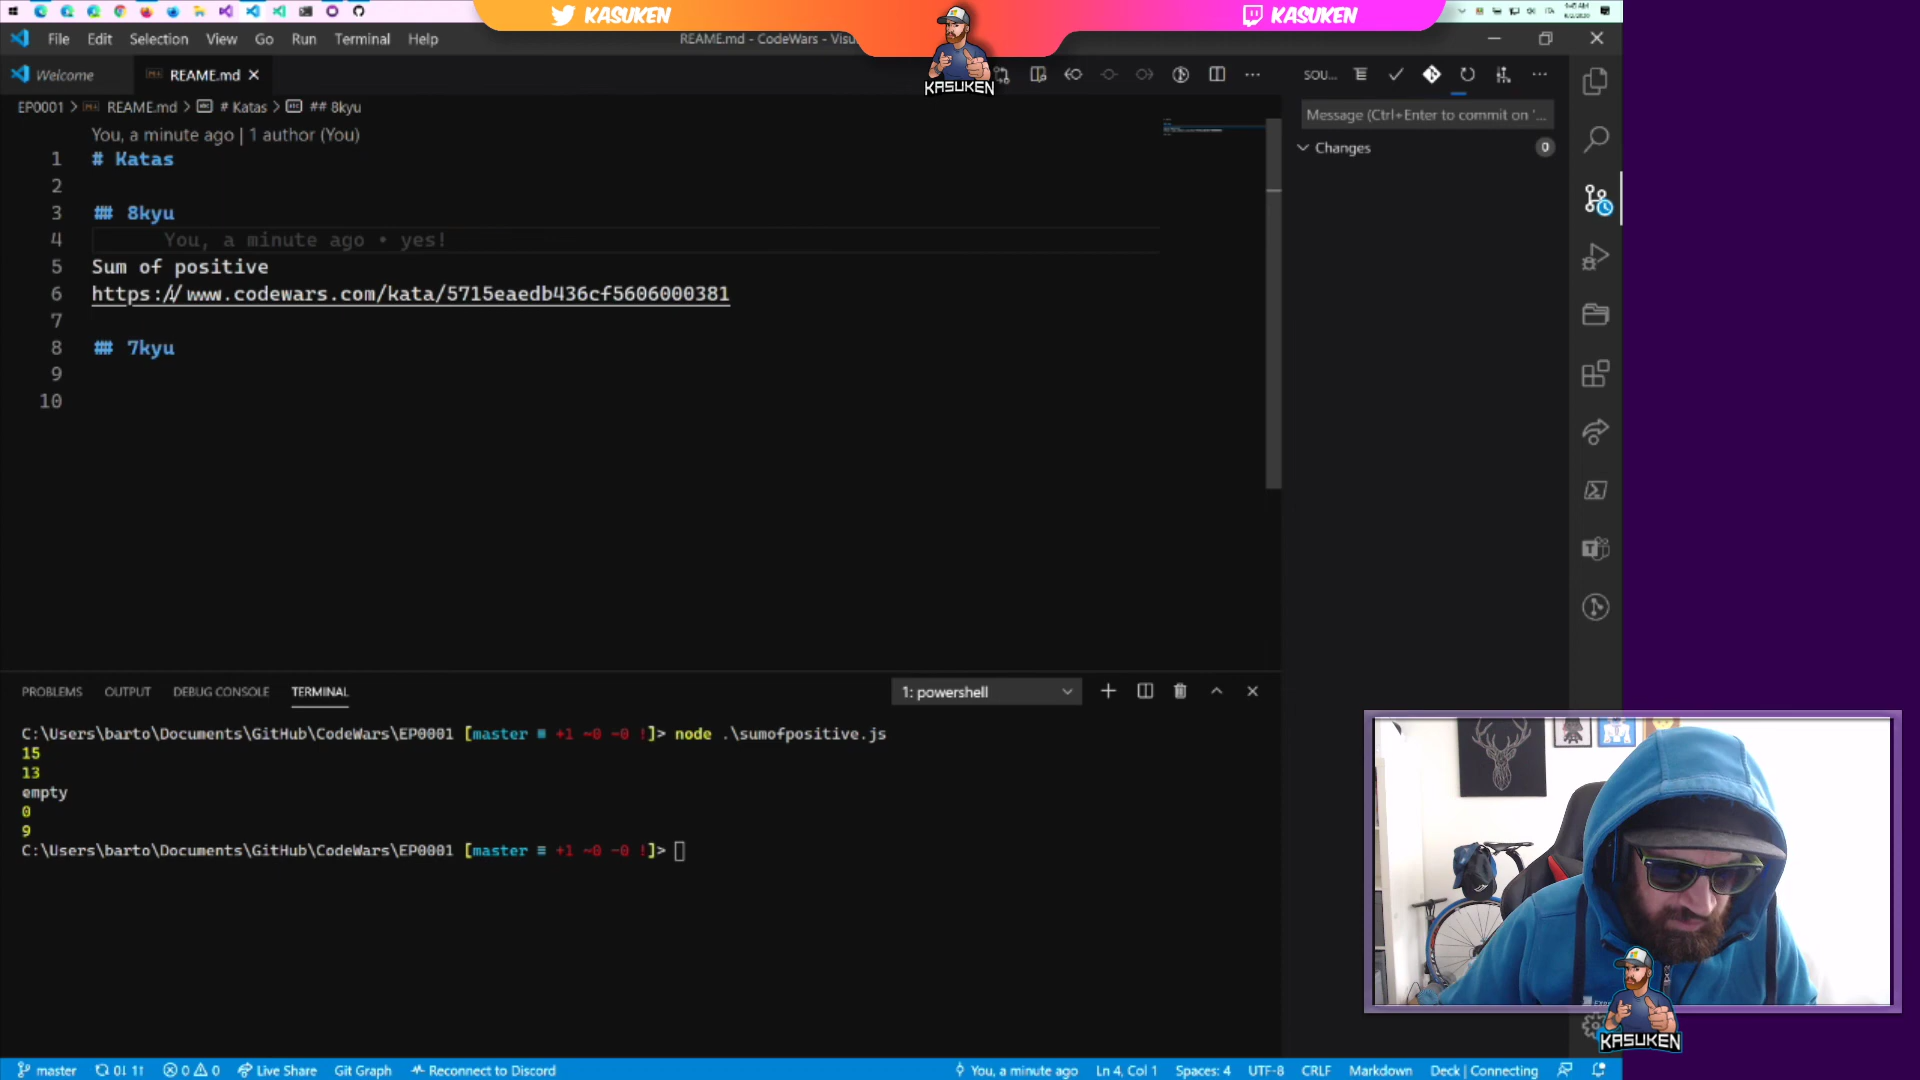 KASUKEN
KASUKEN
File Edit Selection View Go Run Terminal Help
REAME.md - CodeWars - Visu
KASUKEN
Welcome
REAME.md
SOU...
EP0001 > REAME.md > # Katas > ## 8kyu
Message (Ctrl+Enter to commit on '...
You, a minute ago | 1 author (You)
Changes 0
1 # Katas
2
3 ## 8kyu
4 You, a minute ago • yes!
5 Sum of positive
6 https://www.codewars.com/kata/5715eaedb436cf5606000381
7
8 ## 7kyu
9
10
PROBLEMS OUTPUT DEBUG CONSOLE TERMINAL
1: powershell
C:\Users\barto\Documents\GitHub\CodeWars\EP0001 [master ≡ +1 ~0 -0 !]> node .\sumofpositive.js
15
13
empty
0
9
C:\Users\barto\Documents\GitHub\CodeWars\EP0001 [master ≡ +1 ~0 -0 !]>
KASUKEN
master 0↓ 1↑ 0 0 Live Share Git Graph Reconnect to Discord
You, a minute ago Ln 4, Col 1 Spaces: 4 UTF-8 CRLF Markdown Deck | Connecting